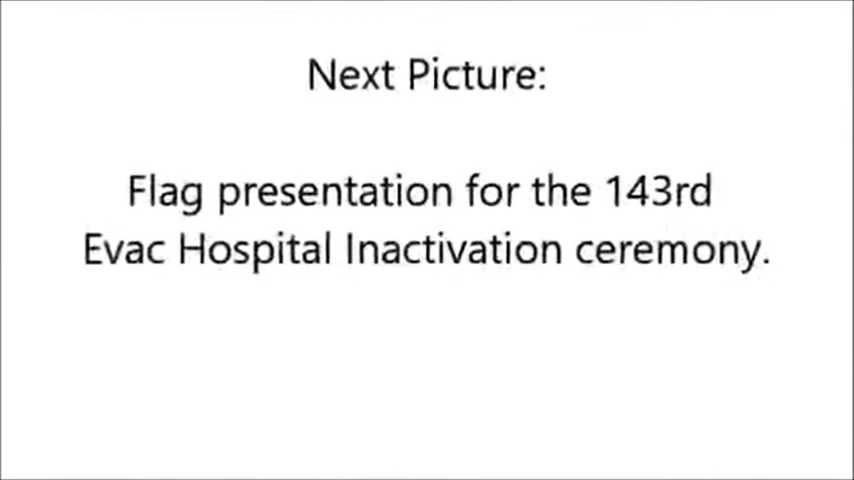 Next Picture:
Flag presentation for the 143rd
Evac Hospital Inactivation ceremony.